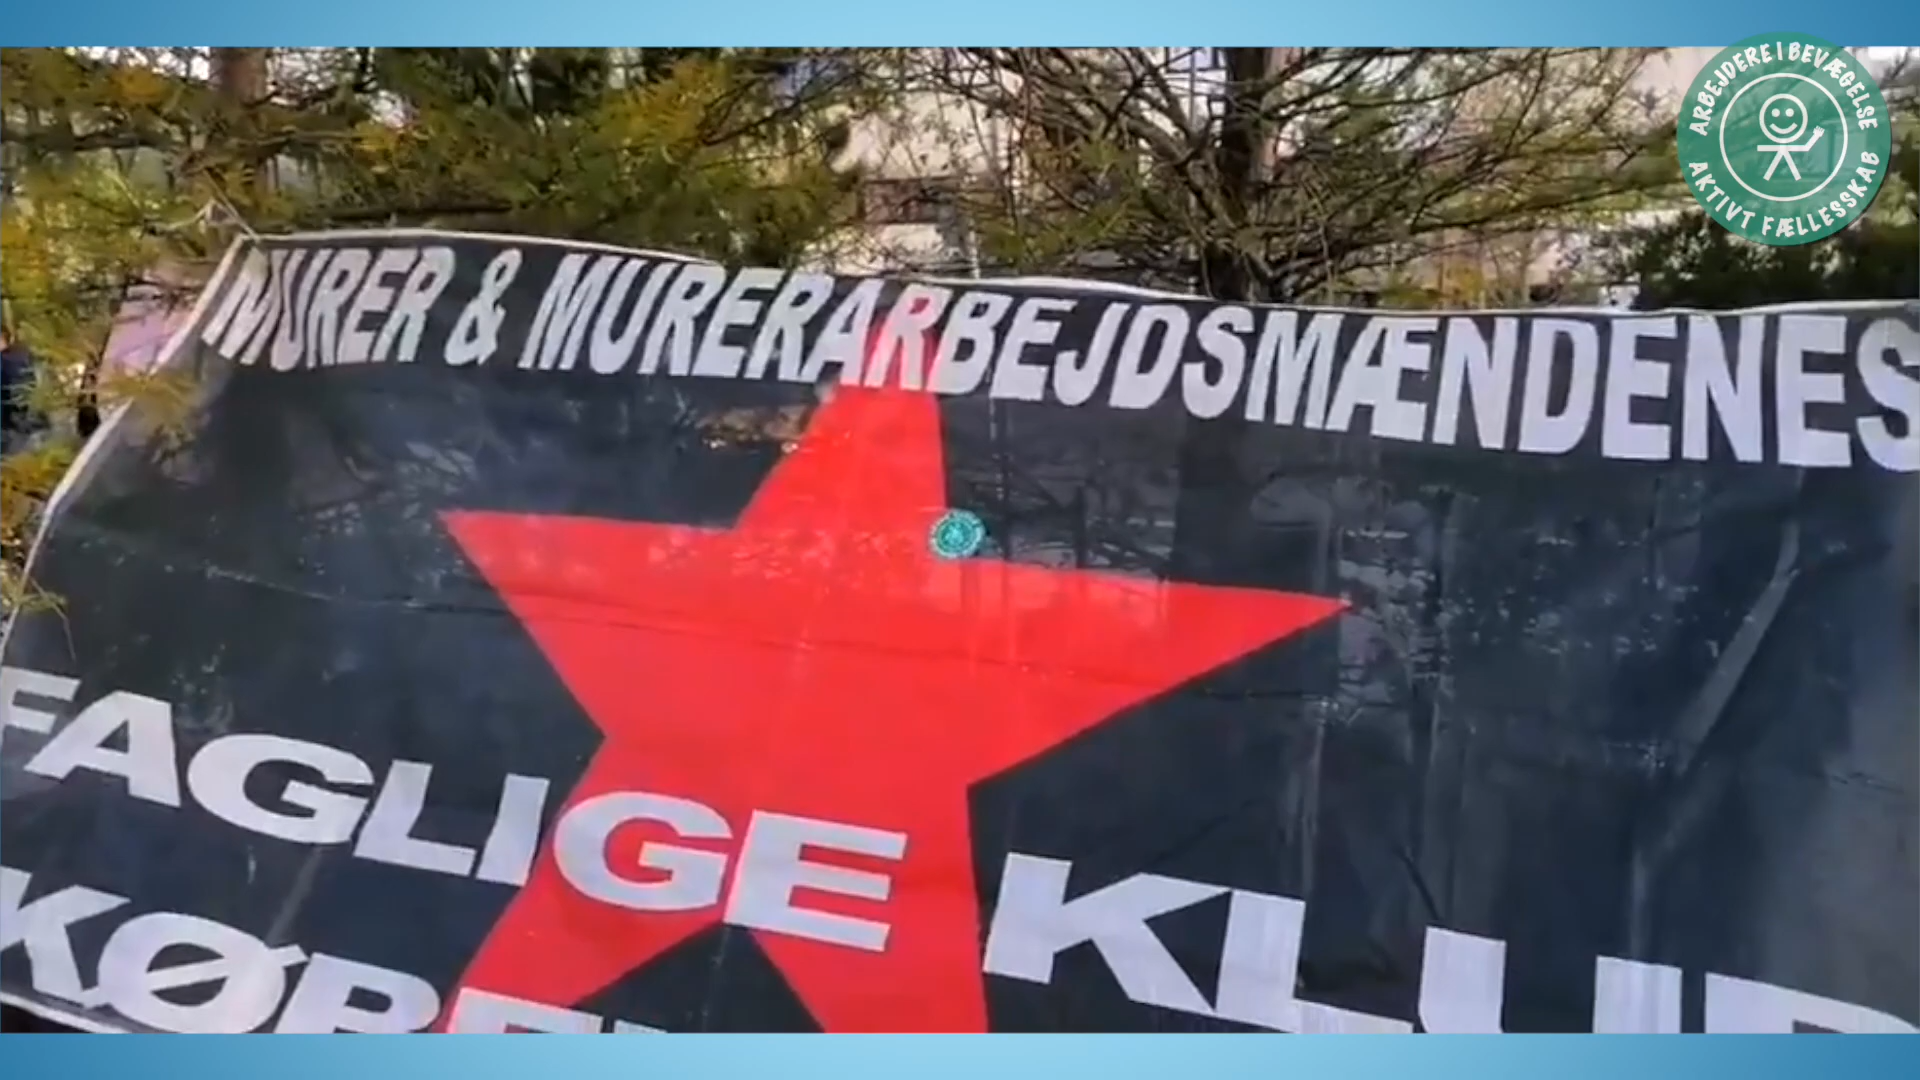 ARBEJDERE I BEVÆGELSE
AKTIVT FÆLLESSKAB
MURER & MURERARBEJDSMÆNDENES
FAGLIGE KLUB